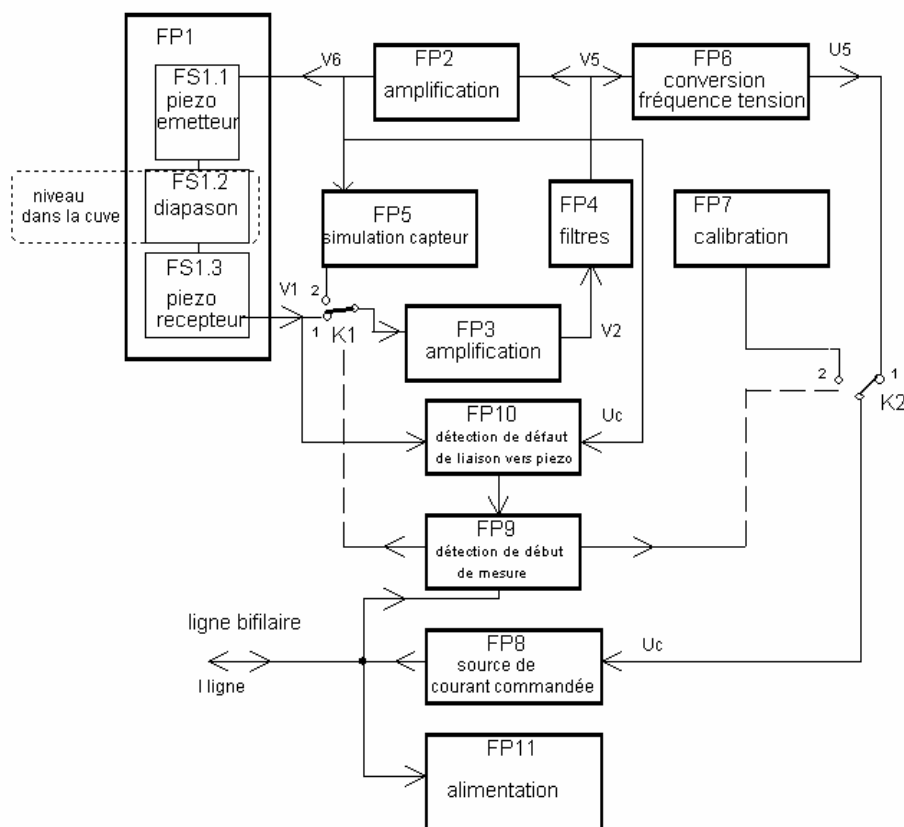 FP1
V6
FP2
amplification
V5
FP6
conversion
fréquence tension
U5
FS1.1
piezo
emetteur
niveau
dans la cuve
FS1.2
diapason
FP5
simulation capteur
FP4
filtres
FP7
calibration
FS1.3
piezo
recepteur
V1
2
1
K1
FP3
amplification
V2
2
1
K2
FP10
détection de défaut
de liaison vers piezo
Uc
FP9
détection de début
de mesure
ligne bifilaire
I ligne
FP8
source de
courant commandée
Uc
FP11
alimentation